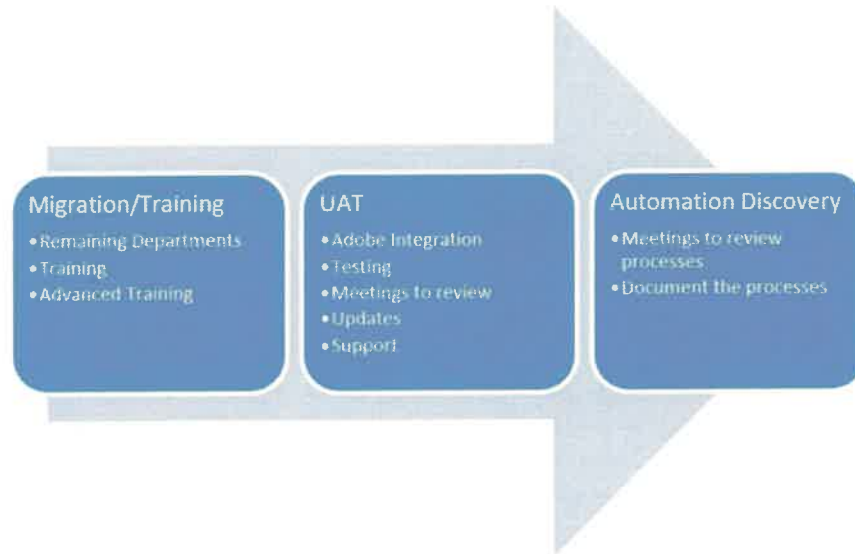 Migration/Training
• Remaining Departments
• Training
• Advanced Training
UAT
• Adobe Integration
• Testing
• Meetings to review
• Updates
• Support
Automation Discovery
• Meetings to review
processes
• Document the processes